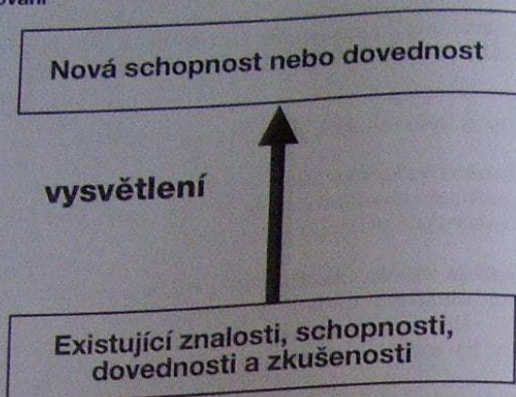 Nová schopnost nebo dovednost
vysvětlení
Existující znalosti, schopnosti,
dovednosti a zkušenosti